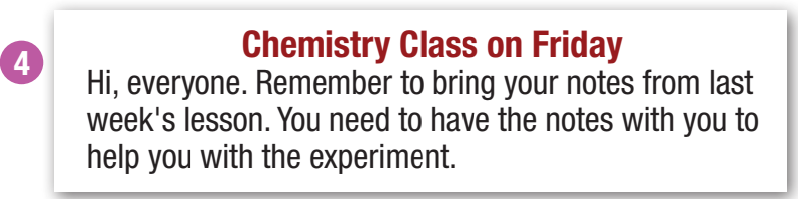 4
Chemistry Class on Friday
Hi, everyone. Remember to bring your notes from last
week's lesson. You need to have the notes with you to
help you with the experiment.